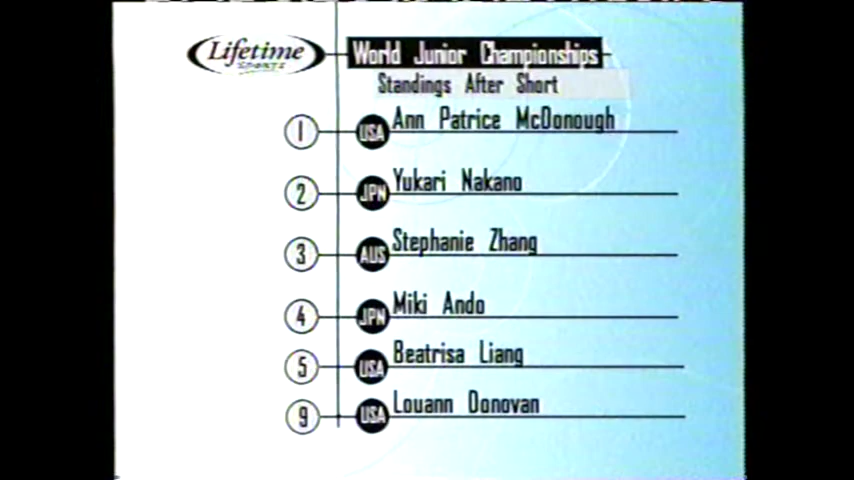 Lifetime
SPORTS
World Junior Championships
Standings After Short
1 USA Ann Patrice McDonough
2 JPN Yukari Nakano
3 AUS Stephanie Zhang
4 JPN Miki Ando
5 USA Beatrisa Liang
9 USA Louann Donovan